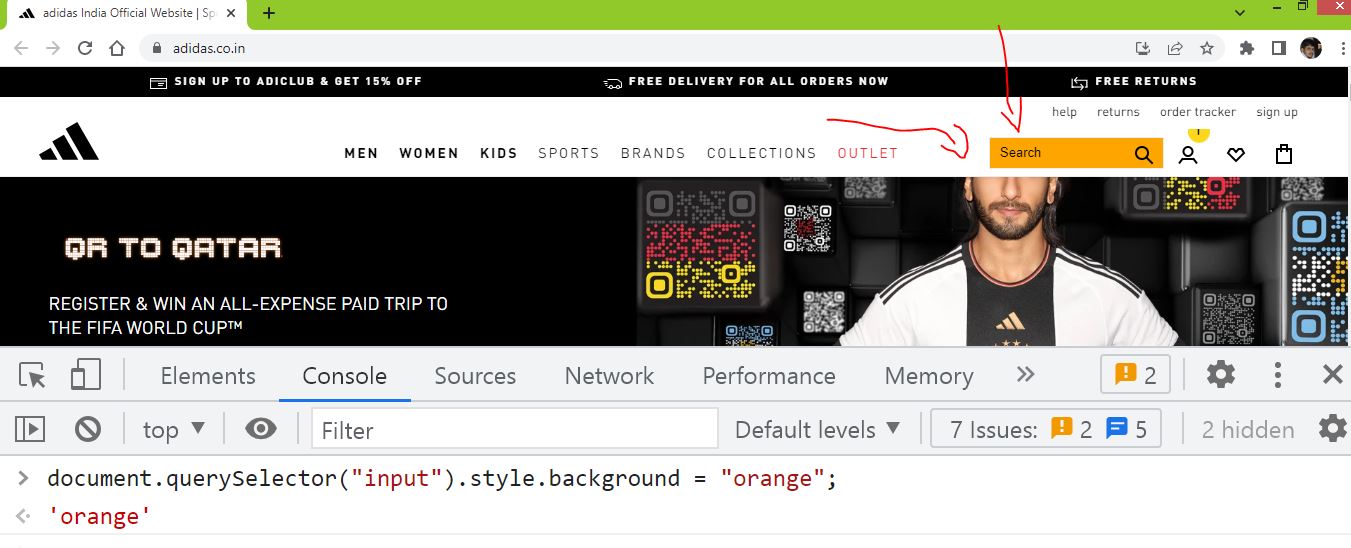 adidas India Official Website | Sp
adidas.co.in
SIGN UP TO ADICLUB & GET 15% OFF
FREE DELIVERY FOR ALL ORDERS NOW
FREE RETURNS
help returns order tracker sign up
MEN WOMEN KIDS SPORTS BRANDS COLLECTIONS OUTLET
Search
QR TO QATAR
REGISTER & WIN AN ALL-EXPENSE PAID TRIP TO
THE FIFA WORLD CUP™
Elements Console Sources Network Performance Memory 2
top Filter Default levels 7 Issues: 2 5 2 hidden
document.querySelector("input").style.background = "orange";
'orange'